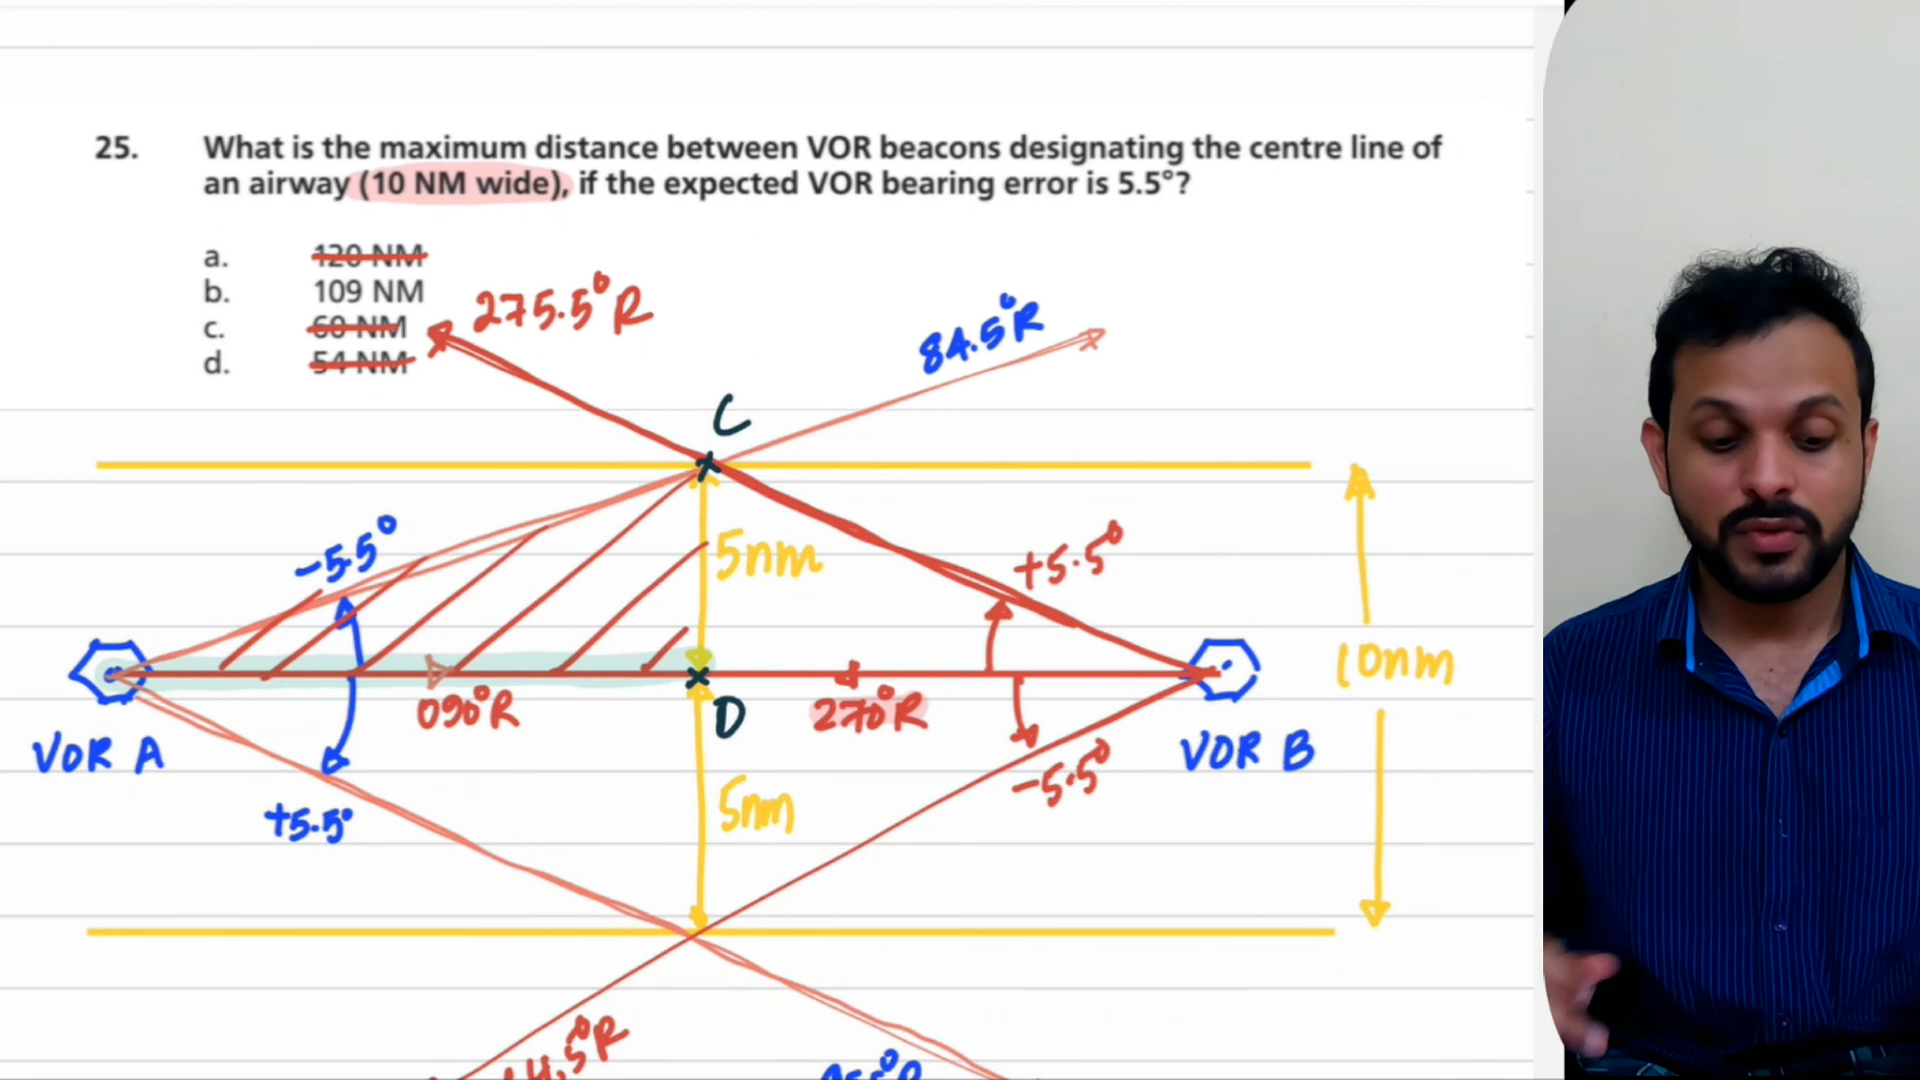 25. What is the maximum distance between VOR beacons designating the centre line of
an airway (10 NM wide), if the expected VOR bearing error is 5.5°?
a. 120 NM
b. 109 NM
c. 60 NM
d. 54 NM
275.5°R
84.5°R
C
-5.5°
5nm
+5.5°
10nm
090°R
D
270°R
VOR A
VOR B
-5.5°
+5.5°
5nm